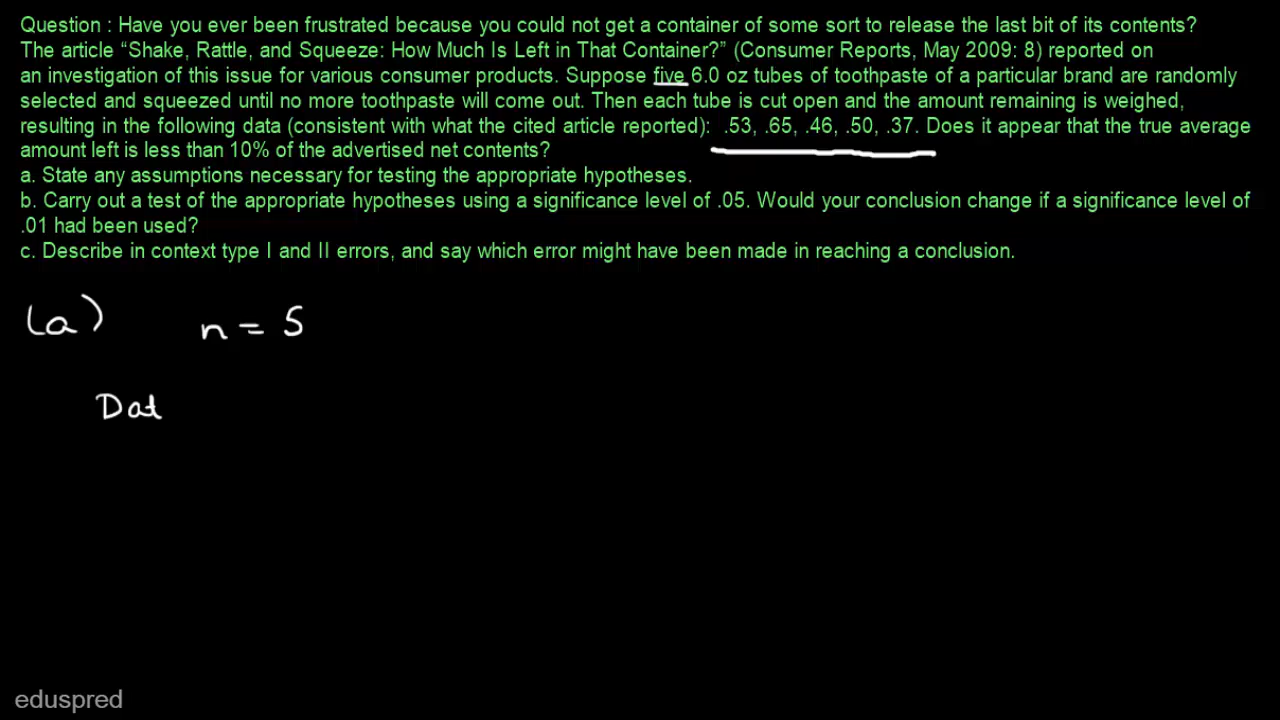 Question : Have you ever been frustrated because you could not get a container of some sort to release the last bit of its contents?
The article “Shake, Rattle, and Squeeze: How Much Is Left in That Container?” (Consumer Reports, May 2009: 8) reported on
an investigation of this issue for various consumer products. Suppose five 6.0 oz tubes of toothpaste of a particular brand are randomly
selected and squeezed until no more toothpaste will come out. Then each tube is cut open and the amount remaining is weighed,
resulting in the following data (consistent with what the cited article reported): .53, .65, .46, .50, .37. Does it appear that the true average
amount left is less than 10% of the advertised net contents?
a. State any assumptions necessary for testing the appropriate hypotheses.
b. Carry out a test of the appropriate hypotheses using a significance level of .05. Would your conclusion change if a significance level of
.01 had been used?
c. Describe in context type I and II errors, and say which error might have been made in reaching a conclusion.
(a) n = 5
Dat
eduspred